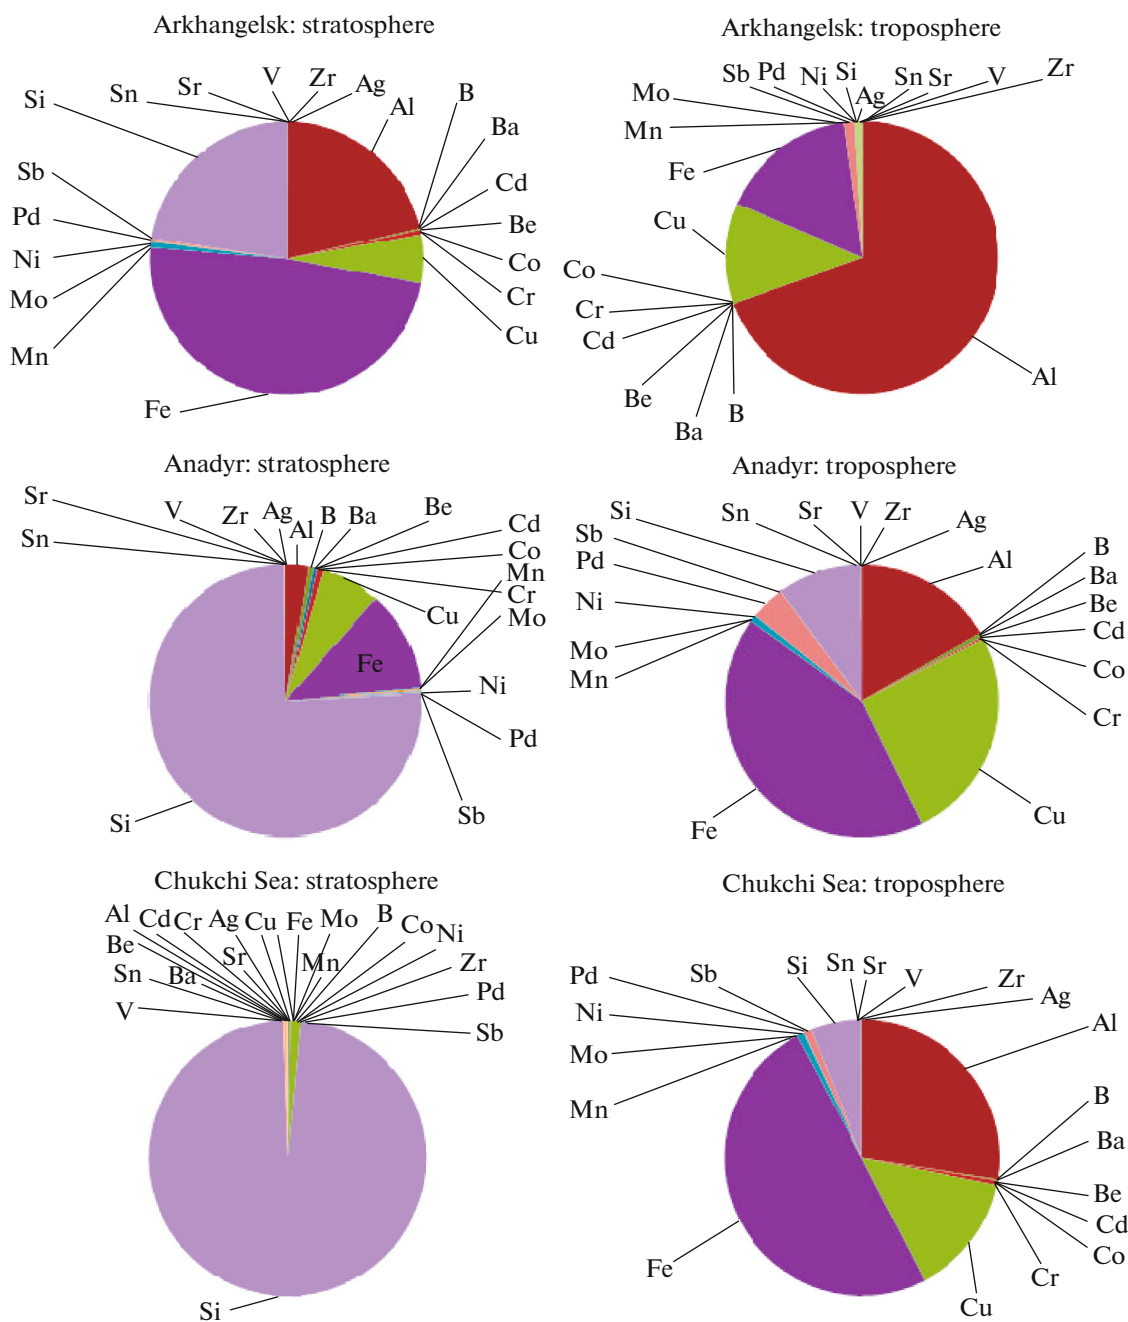 Arkhangelsk: stratosphere
V Zr
Sr Ag
Sn Al
Si B
Ba
Sb Cd
Pd Be
Ni Co
Mo Cr
Mn Cu
Fe
Arkhangelsk: troposphere
Sb Pd Ni Si Sn Sr V Zr
Mo Ag
Mn
Fe
Cu
Co
Cr
Cd
Be
Ba
B
Al
Anadyr: stratosphere
Sr V Zr Ag Al B Ba Be
Sn Cd
Co
Mn
Cr
Cu Mo
Fe
Ni
Pd
Si Sb
Anadyr: troposphere
Si Sn Sr V Zr Ag
Sb Al B
Pd Ba
Ni Be
Mo Cd
Mn Co
Cr
Fe Cu
Chukchi Sea: stratosphere
Al Cd Cr Ag Cu Fe Mo B Co Ni
Be Sr Mn Zr
Sn Ba Pd
V Sb
Si
Chukchi Sea: troposphere
Pd Sb Si Sn Sr V Zr Ag
Ni Al
Mo B
Mn Ba
Be
Cd
Co
Fe Cr
Cu